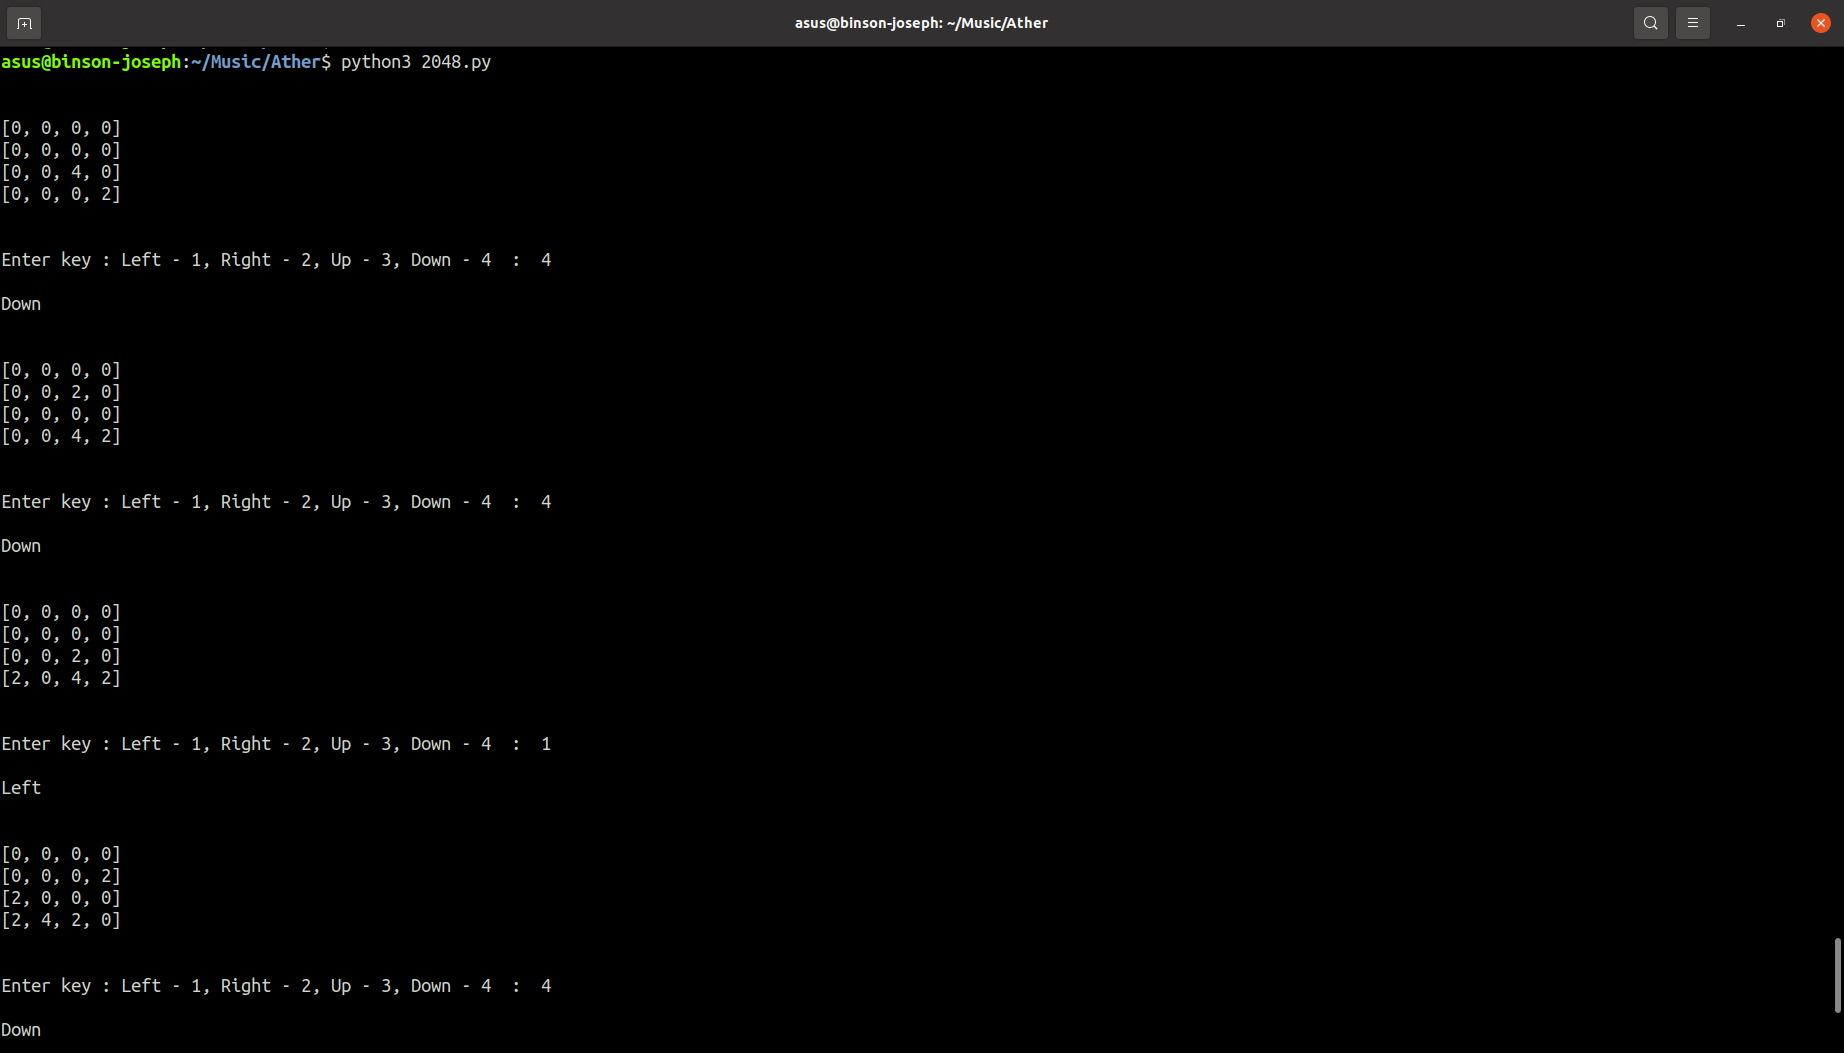 asus@binson-joseph: ~/Music/Ather
asus@binson-joseph:~/Music/Ather$ python3 2048.py
[0, 0, 0, 0]
[0, 0, 0, 0]
[0, 0, 4, 0]
[0, 0, 0, 2]
Enter key : Left - 1, Right - 2, Up - 3, Down - 4  :  4
Down
[0, 0, 0, 0]
[0, 0, 2, 0]
[0, 0, 0, 0]
[0, 0, 4, 2]
Enter key : Left - 1, Right - 2, Up - 3, Down - 4  :  4
Down
[0, 0, 0, 0]
[0, 0, 0, 0]
[0, 0, 2, 0]
[2, 0, 4, 2]
Enter key : Left - 1, Right - 2, Up - 3, Down - 4  :  1
Left
[0, 0, 0, 0]
[0, 0, 0, 2]
[2, 0, 0, 0]
[2, 4, 2, 0]
Enter key : Left - 1, Right - 2, Up - 3, Down - 4  :  4
Down